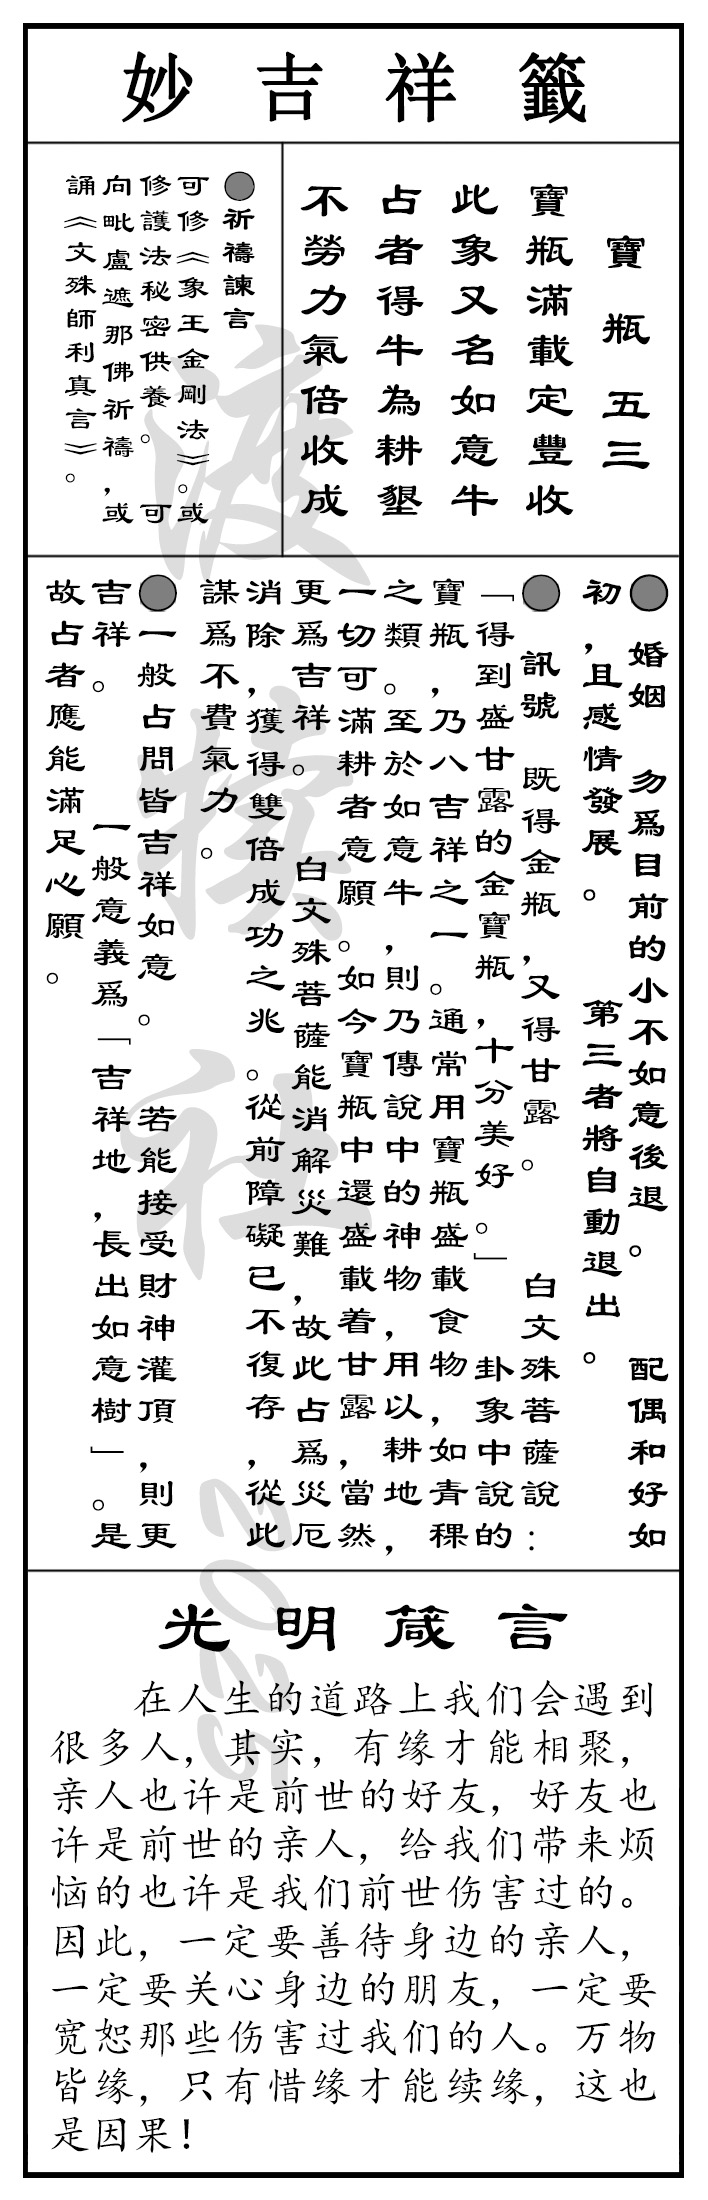 妙吉祥籤
寶瓶 五三
寶瓶滿載定豐收
此象又名如意牛
占者得牛為耕墾
不勞力氣倍收成
●祈禱諫言
可修《象王金剛法》。或
修護法秘密供養。 可
向毗盧遮那佛祈禱，或
誦《文殊師利真言》。
● 婚姻 勿爲目前的小不如意後退。 配偶和好如
初，且感情發展。 第三者將自動退出。
● 訊號 既得金瓶，又得甘露。 白文殊菩薩說：
「得到盛甘露的金寶瓶，十分美好。」 卦象中說的
寶瓶，乃八吉祥之一。通常用寶瓶盛載食物，如青稞
之類。至於如意牛，則乃傳說中的神物，用以耕地，
一切可滿耕者意願。如今寶瓶中還盛載着甘露，當然
更爲吉祥。 白文殊菩薩能消解災難，故此占爲災厄
消除，獲得雙倍成功之兆。從前障礙已不復存，從此
謀爲不費氣力。
●一般占問皆吉祥如意。 若能接受財神灌頂，則更
吉祥。 一般意義爲「吉祥地，長出如意樹」。是
故占者應能滿足心願。
光明箴言
在人生的道路上我们会遇到
很多人，其实，有缘才能相聚，
亲人也许是前世的好友，好友也
许是前世的亲人，给我们带来烦
恼的也许是我们前世伤害过的。
因此，一定要善待身边的亲人，
一定要关心身边的朋友，一定要
宽恕那些伤害过我们的人。万物
皆缘，只有惜缘才能续缘，这也
是因果！
渡犊社2025